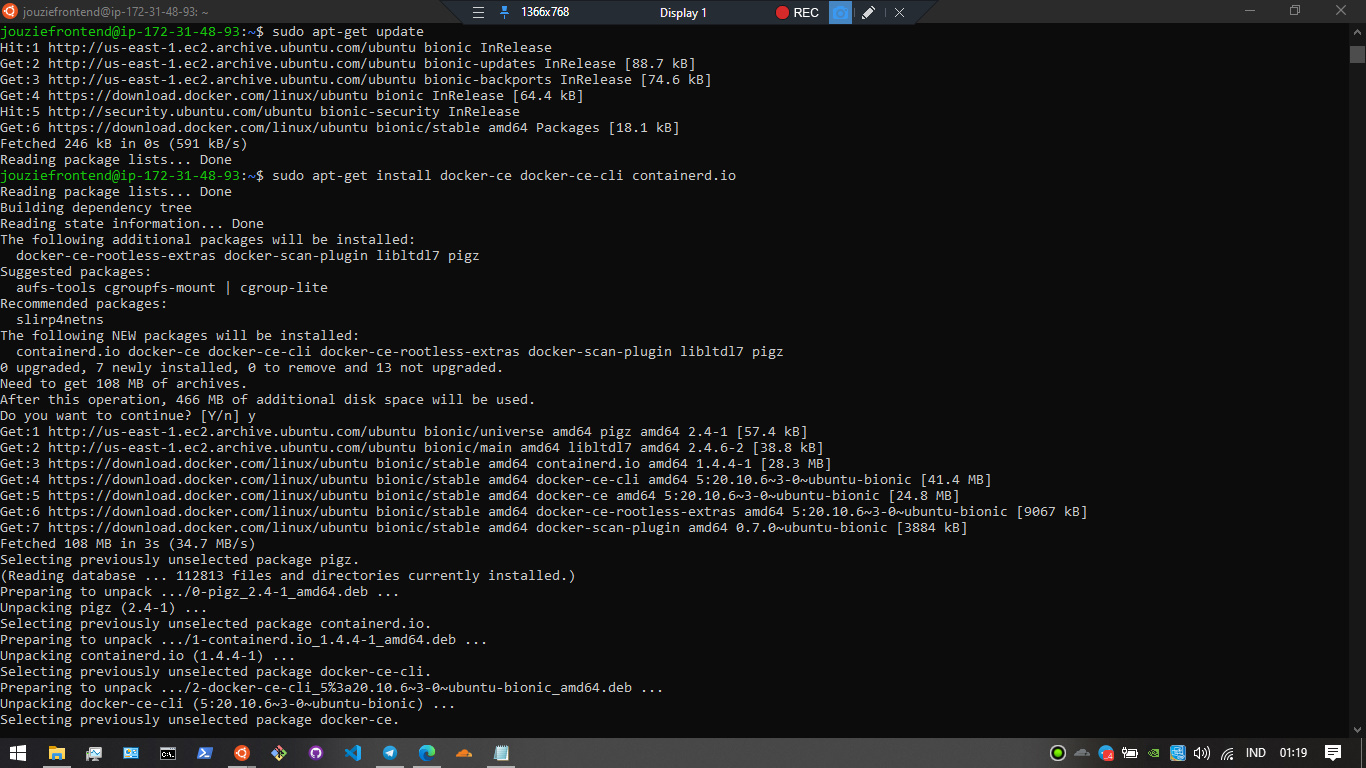 jouziefrontend@ip-172-31-48-93: ~
1366x768
Display 1
REC
jouziefrontend@ip-172-31-48-93:~$ sudo apt-get update
Hit:1 http://us-east-1.ec2.archive.ubuntu.com/ubuntu bionic InRelease
Get:2 http://us-east-1.ec2.archive.ubuntu.com/ubuntu bionic-updates InRelease [88.7 kB]
Get:3 http://us-east-1.ec2.archive.ubuntu.com/ubuntu bionic-backports InRelease [74.6 kB]
Get:4 https://download.docker.com/linux/ubuntu bionic InRelease [64.4 kB]
Hit:5 http://security.ubuntu.com/ubuntu bionic-security InRelease
Get:6 https://download.docker.com/linux/ubuntu bionic/stable amd64 Packages [18.1 kB]
Fetched 246 kB in 0s (591 kB/s)
Reading package lists... Done
jouziefrontend@ip-172-31-48-93:~$ sudo apt-get install docker-ce docker-ce-cli containerd.io
Reading package lists... Done
Building dependency tree
Reading state information... Done
The following additional packages will be installed:
  docker-ce-rootless-extras docker-scan-plugin libltdl7 pigz
Suggested packages:
  aufs-tools cgroupfs-mount | cgroup-lite
Recommended packages:
  slirp4netns
The following NEW packages will be installed:
  containerd.io docker-ce docker-ce-cli docker-ce-rootless-extras docker-scan-plugin libltdl7 pigz
0 upgraded, 7 newly installed, 0 to remove and 13 not upgraded.
Need to get 108 MB of archives.
After this operation, 466 MB of additional disk space will be used.
Do you want to continue? [Y/n] y
Get:1 http://us-east-1.ec2.archive.ubuntu.com/ubuntu bionic/universe amd64 pigz amd64 2.4-1 [57.4 kB]
Get:2 http://us-east-1.ec2.archive.ubuntu.com/ubuntu bionic/main amd64 libltdl7 amd64 2.4.6-2 [38.8 kB]
Get:3 https://download.docker.com/linux/ubuntu bionic/stable amd64 containerd.io amd64 1.4.4-1 [28.3 MB]
Get:4 https://download.docker.com/linux/ubuntu bionic/stable amd64 docker-ce-cli amd64 5:20.10.6~3-0~ubuntu-bionic [41.4 MB]
Get:5 https://download.docker.com/linux/ubuntu bionic/stable amd64 docker-ce amd64 5:20.10.6~3-0~ubuntu-bionic [24.8 MB]
Get:6 https://download.docker.com/linux/ubuntu bionic/stable amd64 docker-ce-rootless-extras amd64 5:20.10.6~3-0~ubuntu-bionic [9067 kB]
Get:7 https://download.docker.com/linux/ubuntu bionic/stable amd64 docker-scan-plugin amd64 0.7.0~ubuntu-bionic [3884 kB]
Fetched 108 MB in 3s (34.7 MB/s)
Selecting previously unselected package pigz.
(Reading database ... 112813 files and directories currently installed.)
Preparing to unpack .../0-pigz_2.4-1_amd64.deb ...
Unpacking pigz (2.4-1) ...
Selecting previously unselected package containerd.io.
Preparing to unpack .../1-containerd.io_1.4.4-1_amd64.deb ...
Unpacking containerd.io (1.4.4-1) ...
Selecting previously unselected package docker-ce-cli.
Preparing to unpack .../2-docker-ce-cli_5%3a20.10.6~3-0~ubuntu-bionic_amd64.deb ...
Unpacking docker-ce-cli (5:20.10.6~3-0~ubuntu-bionic) ...
Selecting previously unselected package docker-ce.
IND
01:19